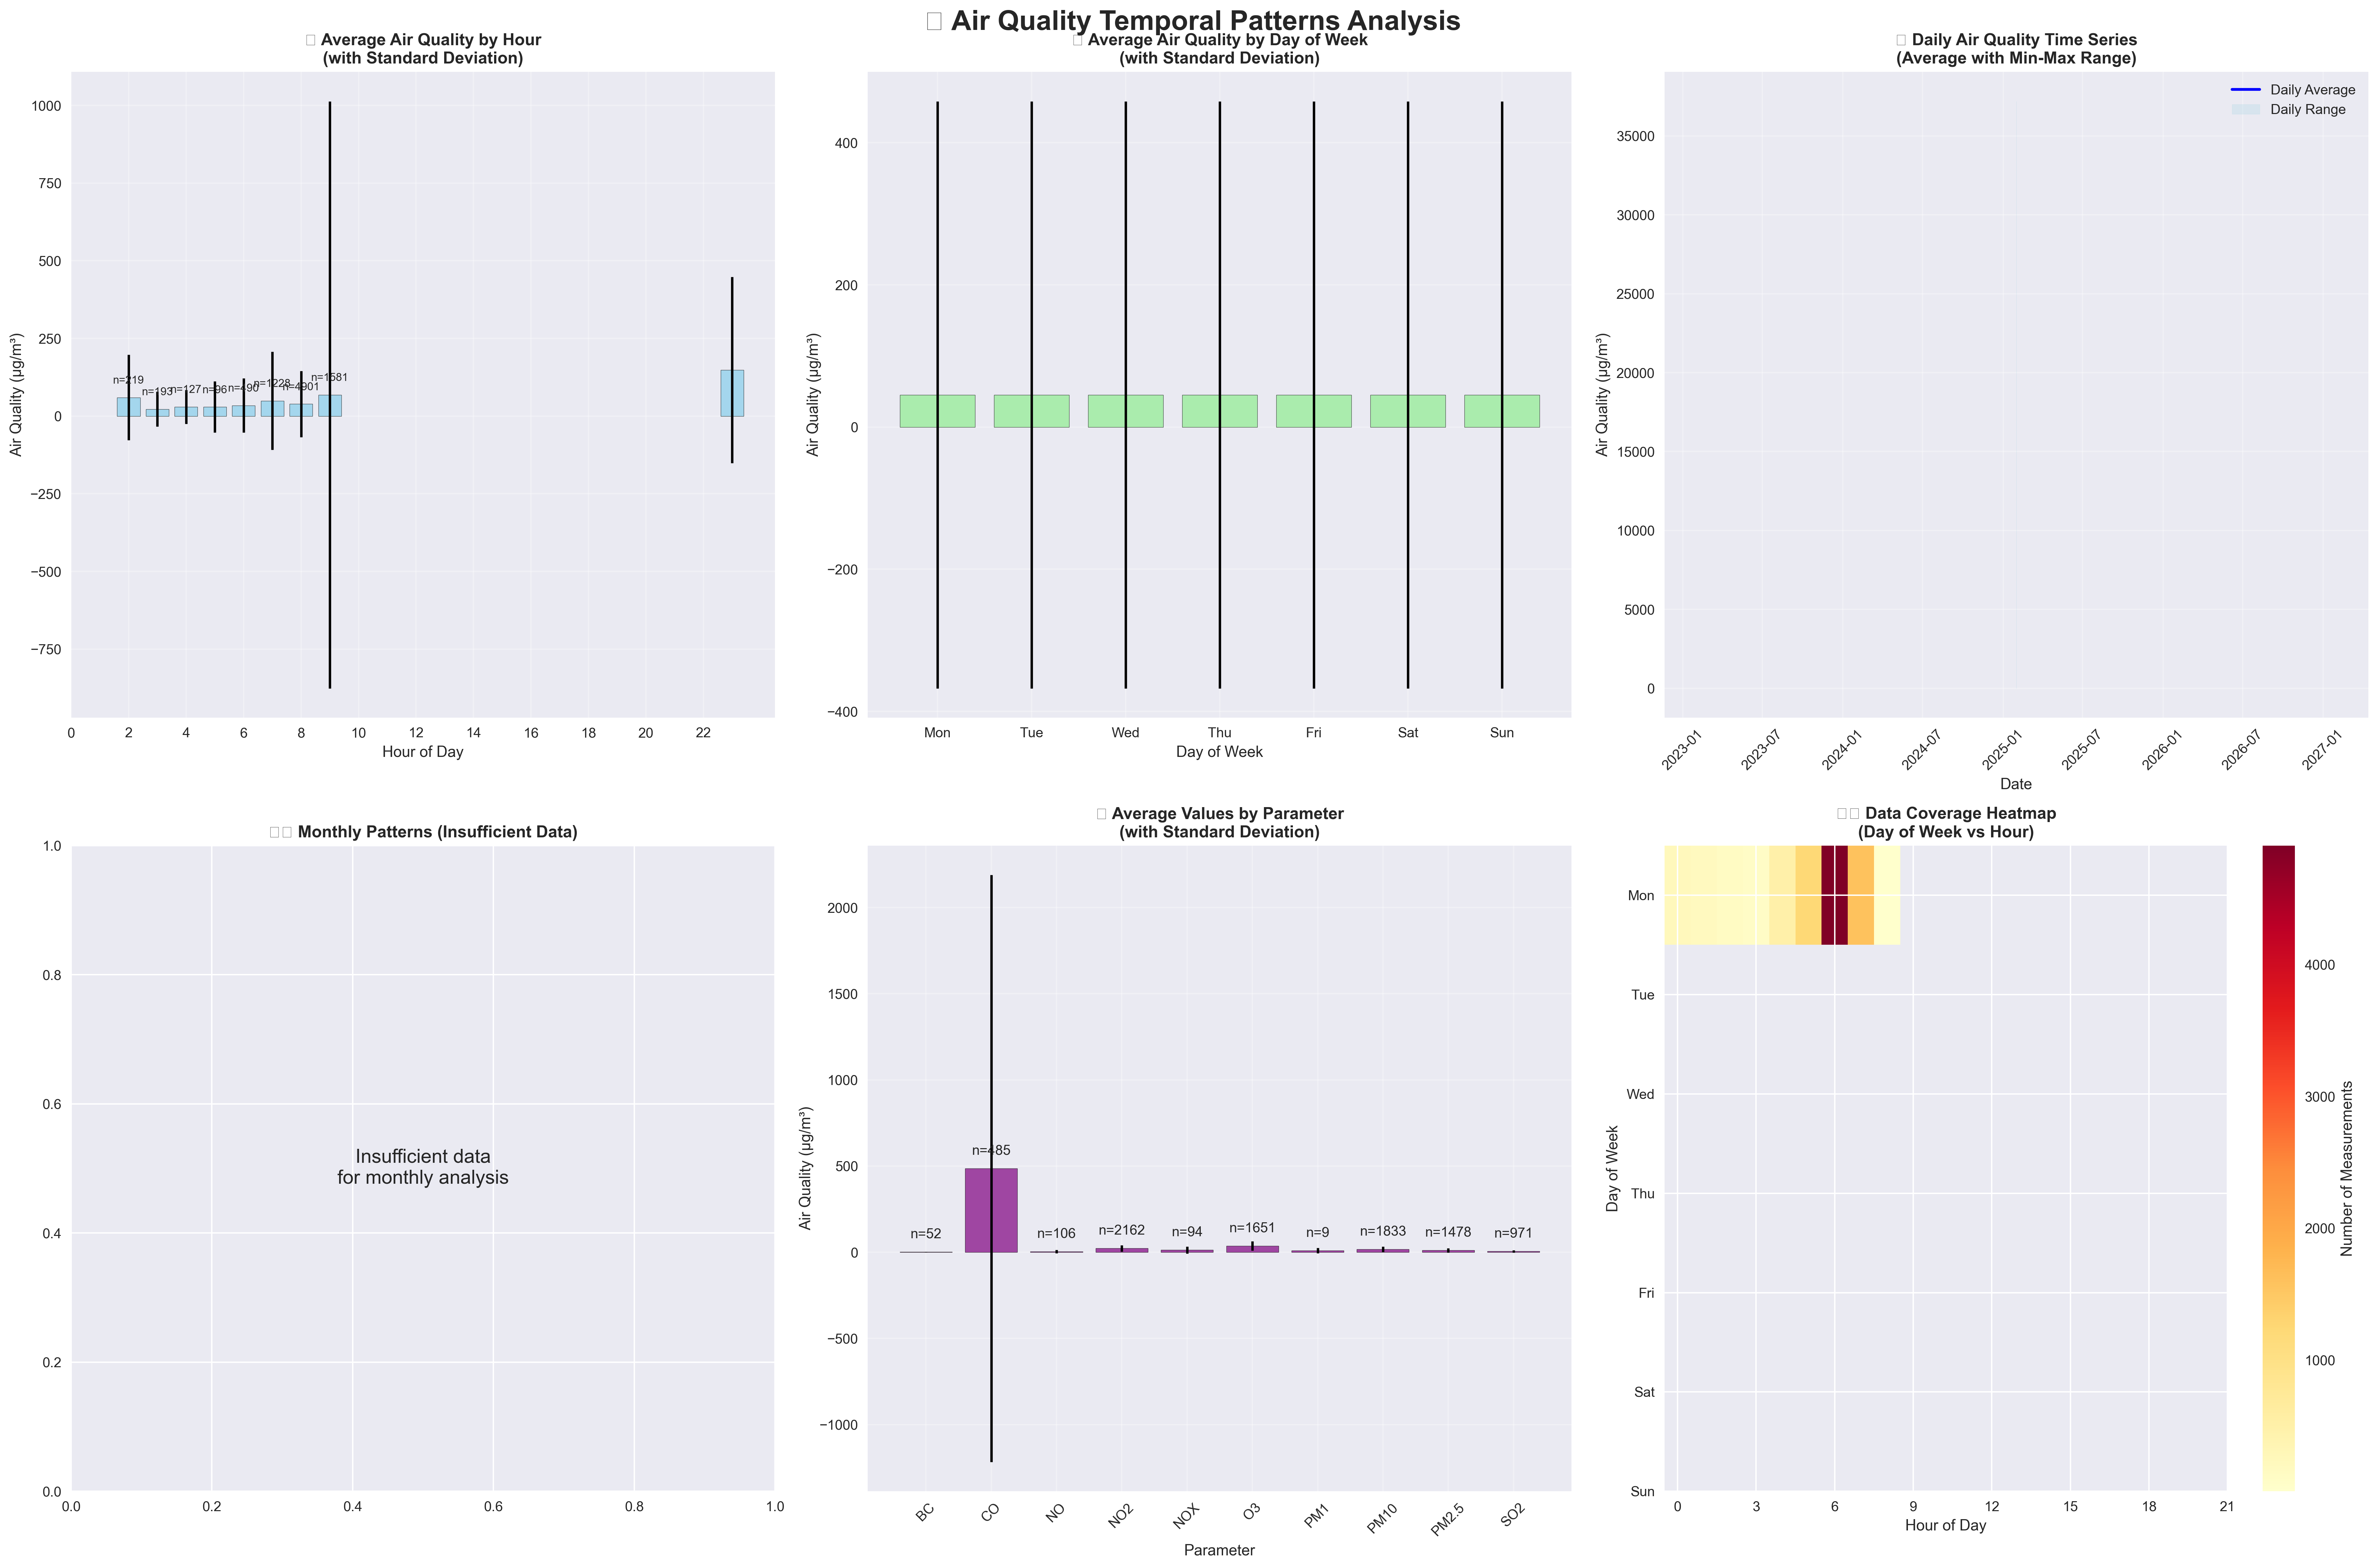 Air Quality Temporal Patterns Analysis
Average Air Quality by Hour
(with Standard Deviation)
Air Quality (μg/m³)
1000
750
500
250
0
−250
−500
−750
n=219
n=193
n=127
n=96
n=490
n=1228
n=4901
n=1581
0 2 4 6 8 10 12 14 16 18 20 22
Hour of Day
Average Air Quality by Day of Week
(with Standard Deviation)
Air Quality (μg/m³)
400
200
0
−200
−400
Mon Tue Wed Thu Fri Sat Sun
Day of Week
Daily Air Quality Time Series
(Average with Min-Max Range)
Daily Average
Daily Range
Air Quality (μg/m³)
35000
30000
25000
20000
15000
10000
5000
0
2023-01 2023-07 2024-01 2024-07 2025-01 2025-07 2026-01 2026-07 2027-01
Date
Monthly Patterns (Insufficient Data)
1.0
0.8
0.6
0.4
0.2
0.0
Insufficient data
for monthly analysis
0.0 0.2 0.4 0.6 0.8 1.0
Average Values by Parameter
(with Standard Deviation)
Air Quality (μg/m³)
2000
1500
1000
500
0
−500
−1000
n=52
n=485
n=106
n=2162
n=94
n=1651
n=9
n=1833
n=1478
n=971
BC CO NO NO2 NOX O3 PM1 PM10 PM2.5 SO2
Parameter
Data Coverage Heatmap
(Day of Week vs Hour)
Day of Week
Mon
Tue
Wed
Thu
Fri
Sat
Sun
0 3 6 9 12 15 18 21
Hour of Day
4000
3000
2000
1000
Number of Measurements